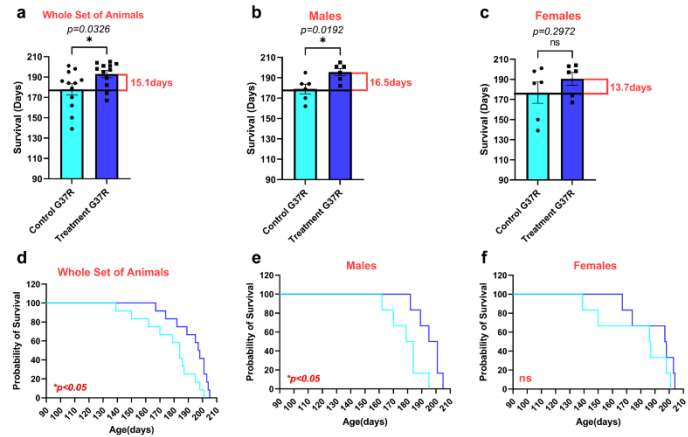 a
Whole Set of Animals
p=0.0326
*
Survival (Days)
210
190
170
150
130
110
90
15.1days
Control G37R
Treatment G37R
b
Males
p=0.0192
*
Survival (Days)
210
190
170
150
130
110
90
16.5days
Control G37R
Treatment G37R
c
Females
p=0.2972
ns
Survival (Days)
210
190
170
150
130
110
90
13.7days
Control G37R
Treatment G37R
d
Whole Set of Animals
Probability of Survival
120
100
80
60
40
20
0
*p<0.05
90 100 110 120 130 140 150 160 170 180 190 200 210
Age(days)
e
Males
Probability of Survival
120
100
80
60
40
20
0
*p<0.05
90 100 110 120 130 140 150 160 170 180 190 200 210
Age(days)
f
Females
Probability of Survival
120
100
80
60
40
20
0
ns
90 100 110 120 130 140 150 160 170 180 190 200 210
Age(days)